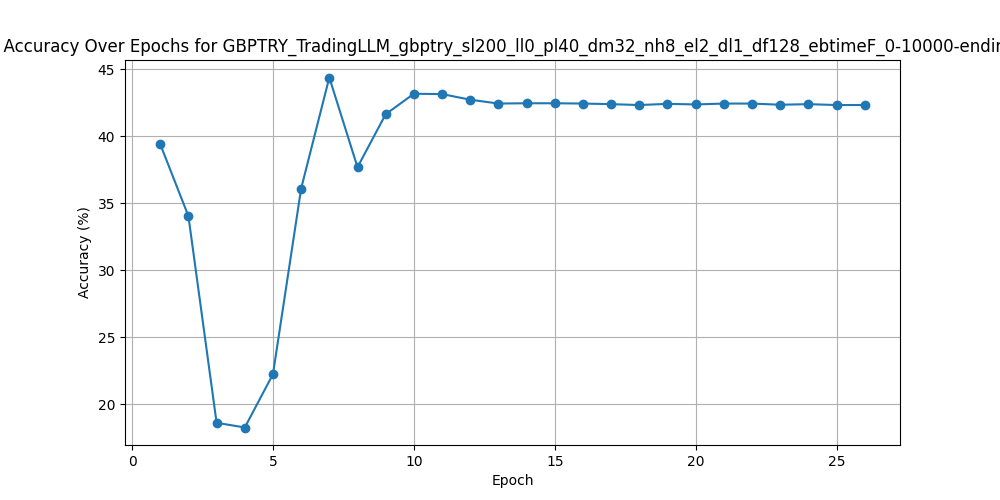 Accuracy Over Epochs for GBPTRY_TradingLLM_gbptry_sl200_ll0_pl40_dm32_nh8_el2_dl1_df128_ebtimeF_0-10000-endin
45
40
35
30
25
20
Accuracy (%)
0 5 10 15 20 25
Epoch